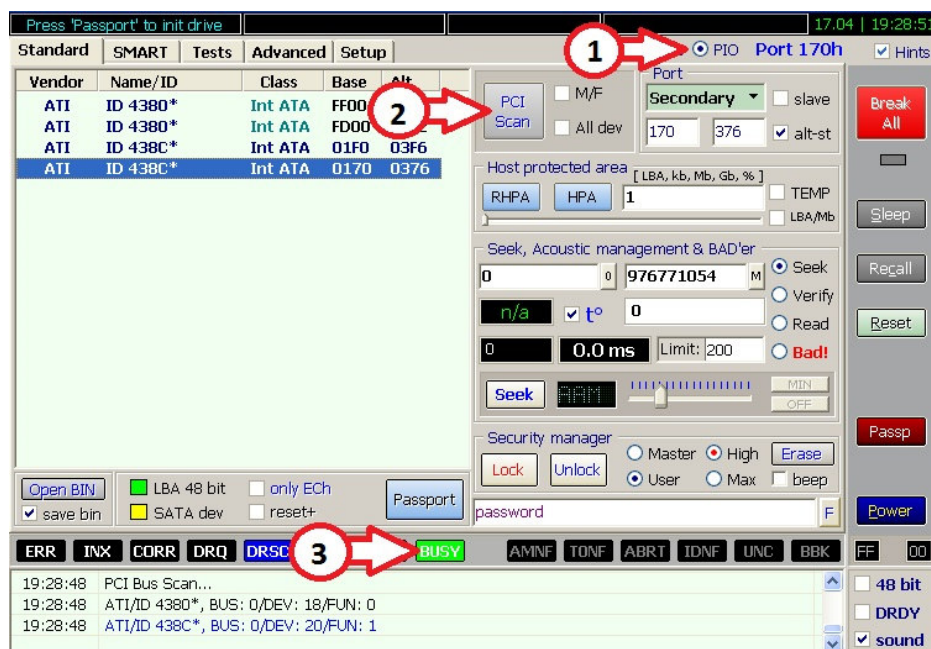 Press 'Passport' to init drive
17.04 | 19:28:51
Standard SMART Tests Advanced Setup
1
PIO Port 170h Hints
Vendor Name/ID Class Base Alt
ATI ID 4380* Int ATA FF00
ATI ID 4380* Int ATA FD00
ATI ID 438C* Int ATA 01F0 03F6
ATI ID 438C* Int ATA 0170 0376
2
PCI Scan
M/F
All dev
Port
Secondary slave
170 376 alt-st
Break All
Host protected area [ LBA, kb, Mb, Gb, % ]
RHPA HPA 1 TEMP
LBA/Mb
Sleep
Seek, Acoustic management & BAD'er
0 0 976771054 M Seek
Recall
n/a t° 0 Verify
Read
Reset
0 0.0 ms Limit: 200 Bad!
Seek AAM MIN
OFF
Security manager
Passp
Lock Unlock Master High Erase
User Max beep
Open BIN LBA 48 bit only ECh Passport
save bin SATA dev reset+
password F
Power
ERR INX CORR DRQ DRSC 3 BUSY AMNF TONF ABRT IDNF UNC BBK FF 00
19:28:48 PCI Bus Scan...
19:28:48 ATI/ID 4380*, BUS: 0/DEV: 18/FUN: 0
19:28:48 ATI/ID 438C*, BUS: 0/DEV: 20/FUN: 1
48 bit
DRDY
sound